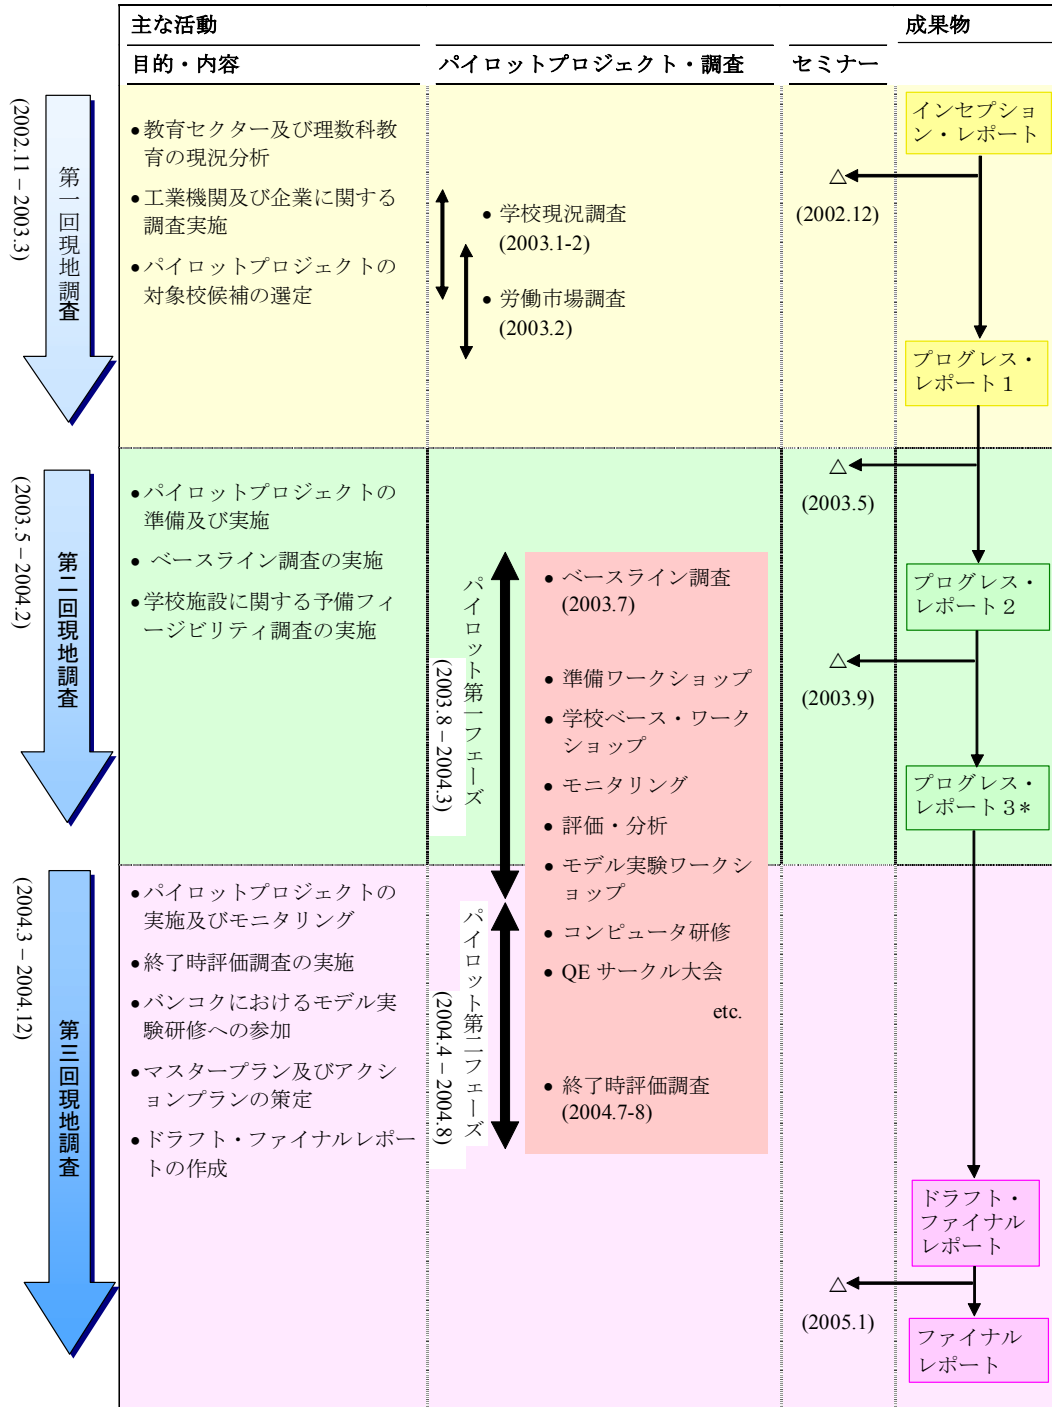 主な活動
成果物
目的・内容
パイロットプロジェクト・調査
セミナー
第一回現地調査
(2002.11 – 2003.3)
●教育セクター及び理数科教
育の現況分析
●工業機関及び企業に関する
調査実施
●パイロットプロジェクトの
対象校候補の選定
● 学校現況調査
(2003.1-2)
● 労働市場調査
(2003.2)
△
(2002.12)
インセプショ
ン・レポート
プログレス・
レポート１
第二回現地調査
(2003.5 – 2004.2)
●パイロットプロジェクトの
準備及び実施
● ベースライン調査の実施
●学校施設に関する予備フィ
ージビリティ調査の実施
パイロット第一フェーズ
(2003.8 – 2004.3)
● ベースライン調査
(2003.7)
● 準備ワークショップ
● 学校ベース・ワーク
ショップ
● モニタリング
● 評価・分析
● モデル実験ワークシ
ョップ
● コンピュータ研修
● QE サークル大会
etc.
● 終了時評価調査
(2004.7-8)
△
(2003.5)
△
(2003.9)
プログレス・
レポート２
プログレス・
レポート３*
第三回現地調査
(2004.3 – 2004.12)
●パイロットプロジェクトの
実施及びモニタリング
●終了時評価調査の実施
●バンコクにおけるモデル実
験研修への参加
●マスタープラン及びアクシ
ョンプランの策定
●ドラフト・ファイナルレポー
トの作成
パイロット第二フェーズ
(2004.4 – 2004.8)
△
(2005.1)
ドラフト・
ファイナル
レポート
ファイナル
レポート